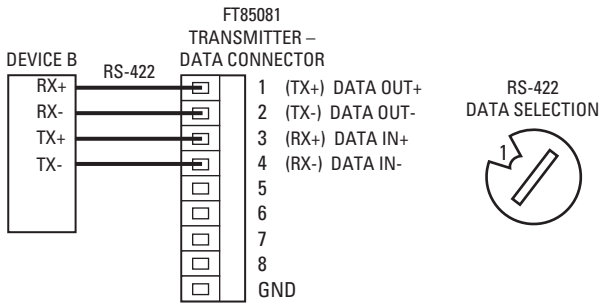 FT85081
TRANSMITTER –
DATA CONNECTOR
DEVICE B
RS-422
RX+
RX-
TX+
TX-
1 (TX+) DATA OUT+
2 (TX-) DATA OUT-
3 (RX+) DATA IN+
4 (RX-) DATA IN-
5
6
7
8
GND
RS-422
DATA SELECTION
1